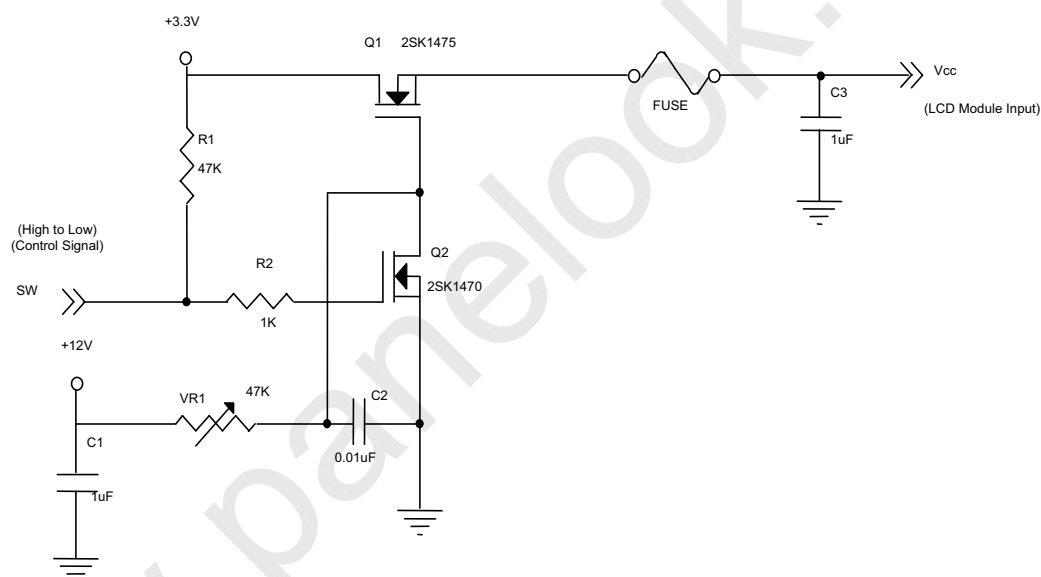 +3.3V
Q1 2SK1475
Vcc
FUSE
C3
(LCD Module Input)
R1
1uF
47K
(High to Low)
(Control Signal)
Q2
R2
2SK1470
SW
1K
+12V
VR1
47K
C2
C1
0.01uF
1uF
panelook.